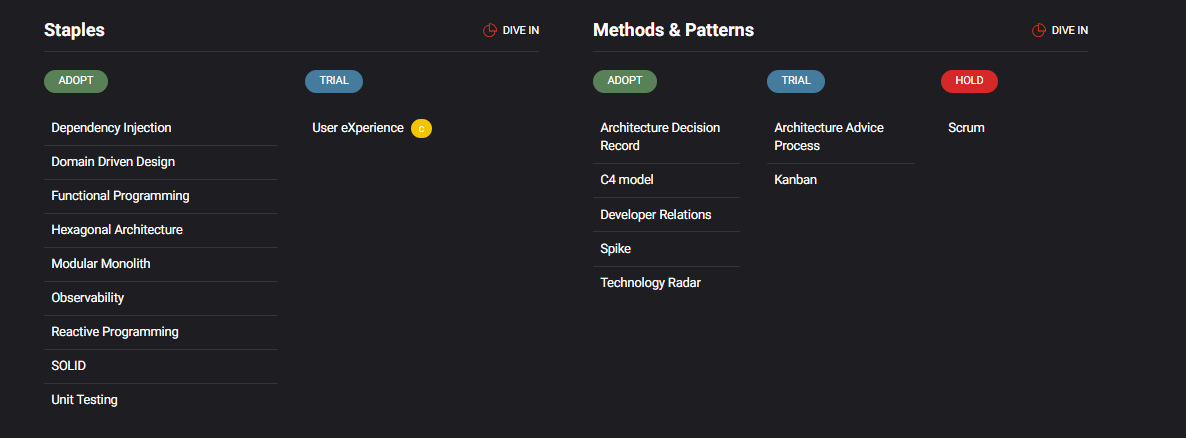 Staples
DIVE IN
ADOPT
Dependency Injection
Domain Driven Design
Functional Programming
Hexagonal Architecture
Modular Monolith
Observability
Reactive Programming
SOLID
Unit Testing
TRIAL
User eXperience c
Methods & Patterns
DIVE IN
ADOPT
Architecture Decision
Record
C4 model
Developer Relations
Spike
Technology Radar
TRIAL
Architecture Advice
Process
Kanban
HOLD
Scrum